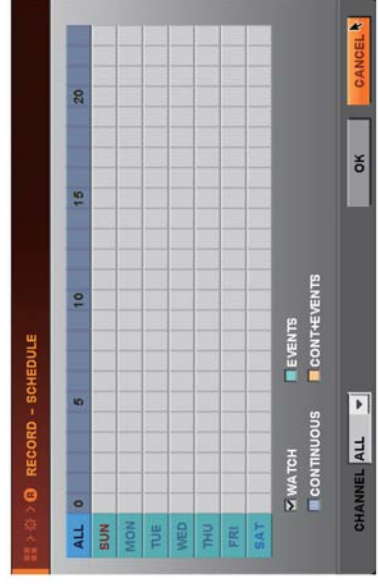 R RECORD - SCHEDULE
ALL 0 5 10 15 20
SUN
MON
TUE
WED
THU
FRI
SAT
WATCH EVENTS
CONTINUOUS CONT+EVENTS
CHANNEL ALL OK CANCEL